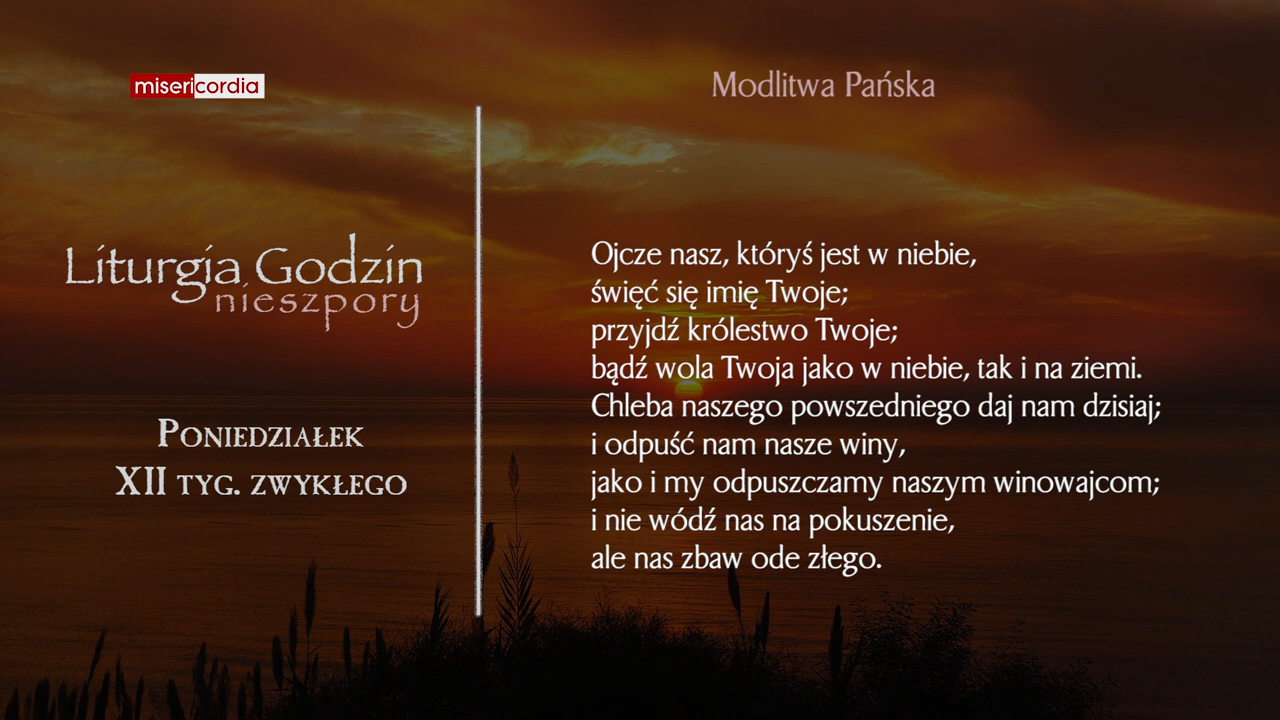 misericordia
Liturgia Godzin
nieszpory
Poniedziałek
XII tyg. zwykłego
Modlitwa Pańska
Ojcze nasz, któryś jest w niebie,
święć się imię Twoje;
przyjdź królestwo Twoje;
bądź wola Twoja jako w niebie, tak i na ziemi.
Chleba naszego powszedniego daj nam dzisiaj;
i odpuść nam nasze winy,
jako i my odpuszczamy naszym winowajcom;
i nie wódź nas na pokuszenie,
ale nas zbaw ode złego.